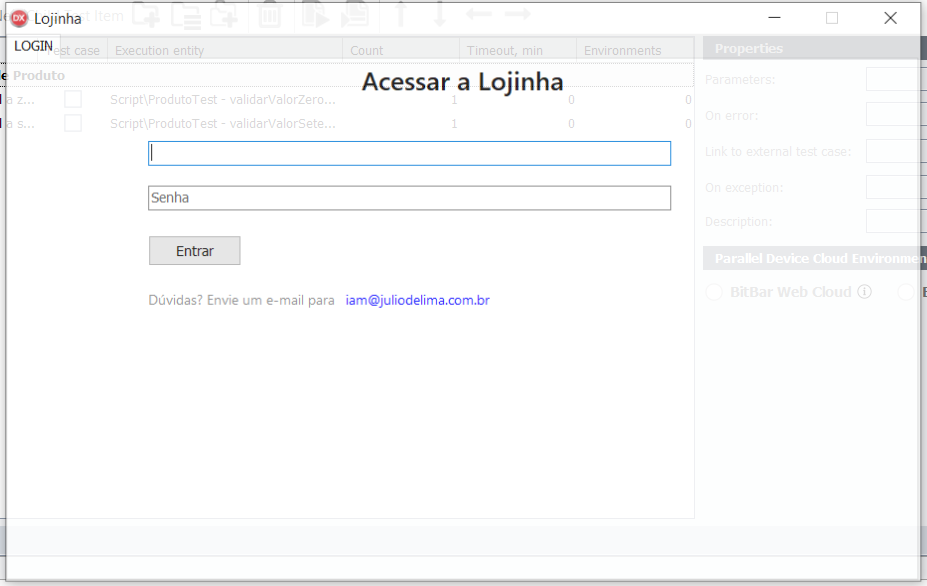 Lojinha
Test Item
LOGIN
Test case Execution entity Count Timeout, min Environments
Properties
Produto
Acessar a Lojinha
Parameters:
a z... Script\ProdutoTest - validarValorZero... 1 0 0
On error:
a s... Script\ProdutoTest - validarValorSete... 1 0 0
Link to external test case:
On exception:
Senha
Description:
Entrar
Parallel Device Cloud Environmen
BitBar Web Cloud
Dúvidas? Envie um e-mail para iam@juliodelima.com.br